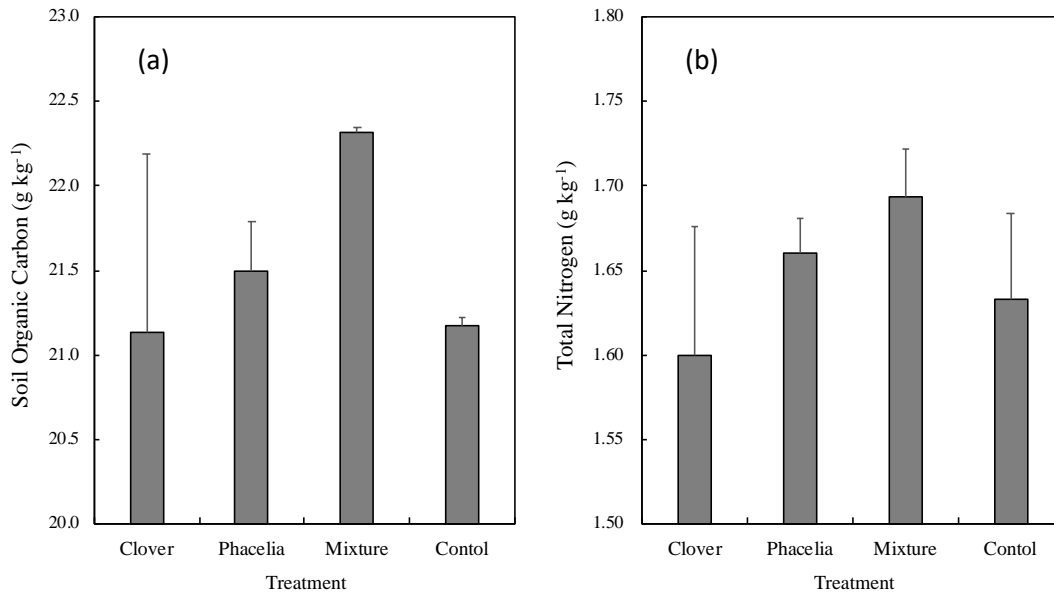 (a)
Soil Organic Carbon (g kg⁻¹)
23.0
22.5
22.0
21.5
21.0
20.5
20.0
Clover Phacelia Mixture Contol
Treatment
(b)
Total Nitrogen (g kg⁻¹)
1.80
1.75
1.70
1.65
1.60
1.55
1.50
Clover Phacelia Mixture Contol
Treatment